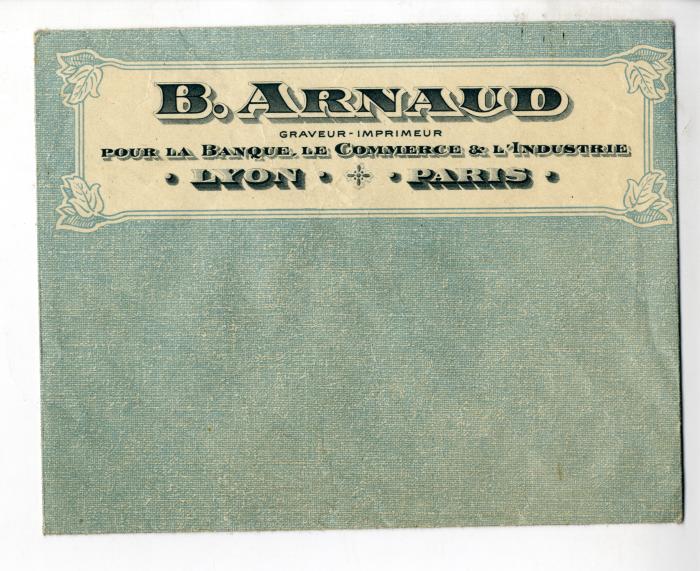 B. ARNAUD
GRAVEUR-IMPRIMEUR
POUR LA BANQUE, LE COMMERCE & L'INDUSTRIE
• LYON • • PARIS •